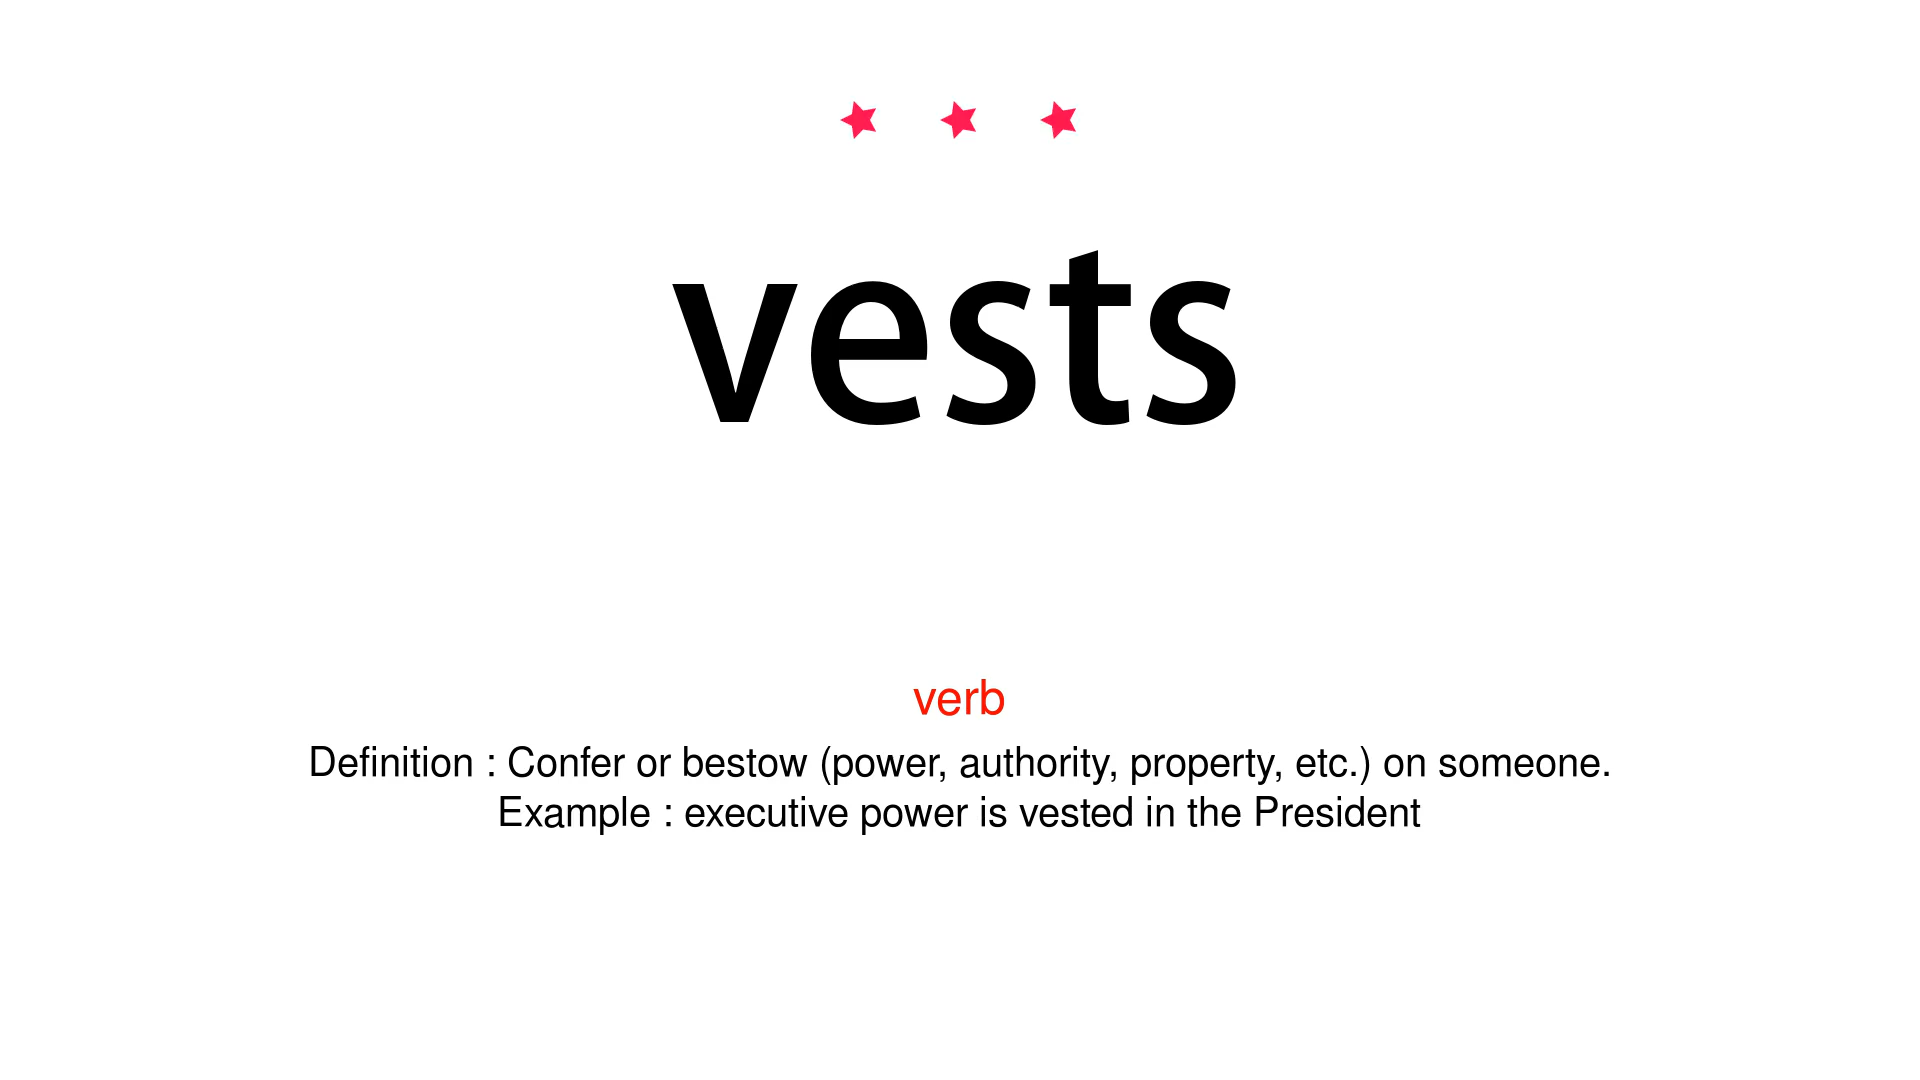 vests
verb
Definition : Confer or bestow (power, authority, property, etc.) on someone.
Example : executive power is vested in the President